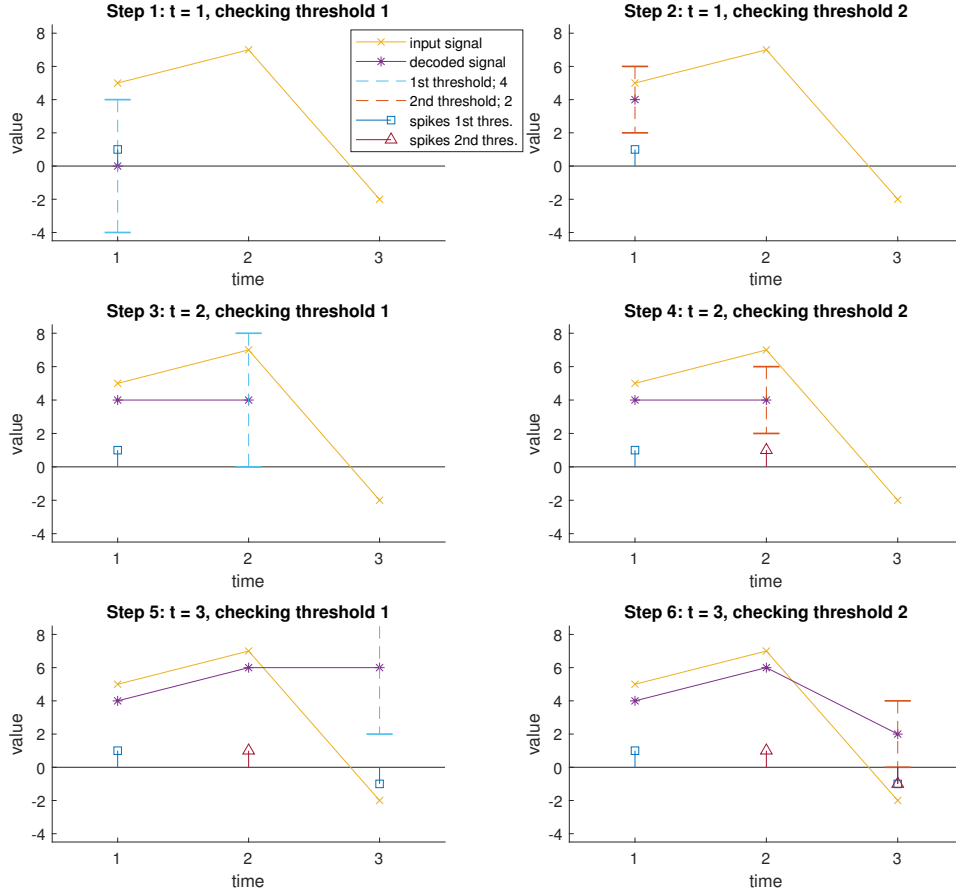 Step 1: t = 1, checking threshold 1
8
6
4
2
0
-2
-4
value
1
2
3
time
input signal
decoded signal
1st threshold; 4
2nd threshold; 2
spikes 1st thres.
spikes 2nd thres.
Step 2: t = 1, checking threshold 2
8
6
4
2
0
-2
-4
value
1
2
3
time
Step 3: t = 2, checking threshold 1
8
6
4
2
0
-2
-4
value
1
2
3
time
Step 4: t = 2, checking threshold 2
8
6
4
2
0
-2
-4
value
1
2
3
time
Step 5: t = 3, checking threshold 1
8
6
4
2
0
-2
-4
value
1
2
3
time
Step 6: t = 3, checking threshold 2
8
6
4
2
0
-2
-4
value
1
2
3
time